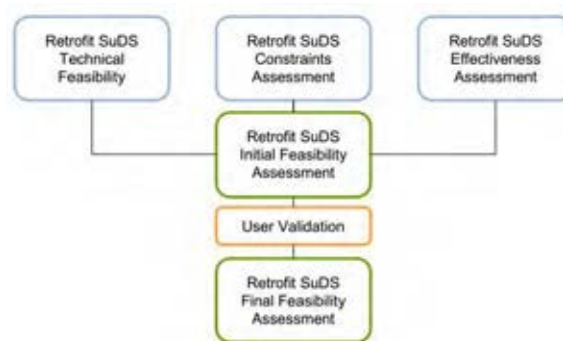 Retrofit SuDS
Technical
Feasibility
Retrofit SuDS
Constraints
Assessment
Retrofit SuDS
Effectiveness
Assessment
Retrofit SuDS
Initial Feasibility
Assessment
User Validation
Retrofit SuDS
Final Feasibility
Assessment